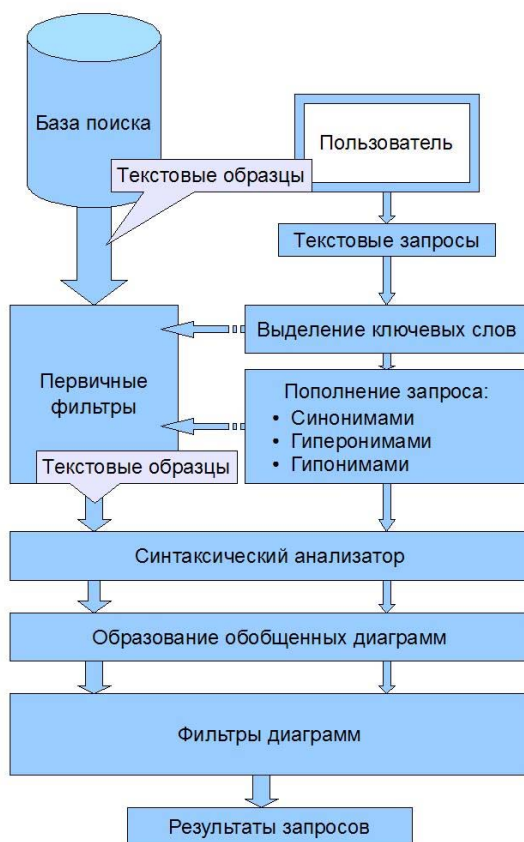 База поиска
Пользователь
Текстовые образцы
Текстовые запросы
Выделение ключевых слов
Первичные
фильтры
Пополнение запроса:
• Синонимами
• Гиперонимами
• Гипонимами
Текстовые образцы
Синтаксический анализатор
Образование обобщенных диаграмм
Фильтры диаграмм
Результаты запросов